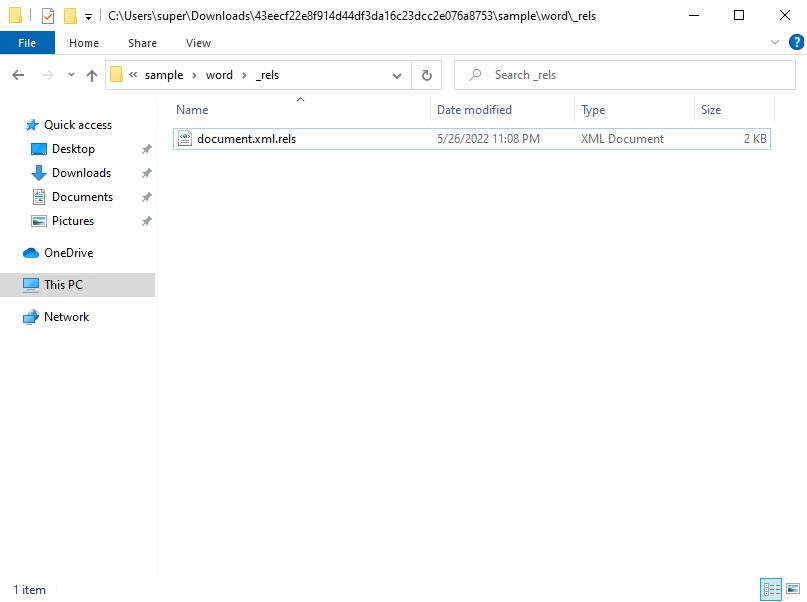 C:\Users\super\Downloads\43eecf22e8f914d44df3da16c23dcc2e076a8753\sample\word\_rels
File Home Share View
« sample › word › _rels
Search _rels
Name Date modified Type Size
document.xml.rels 5/26/2022 11:08 PM XML Document 2 KB
Quick access
Desktop
Downloads
Documents
Pictures
OneDrive
This PC
Network
1 item